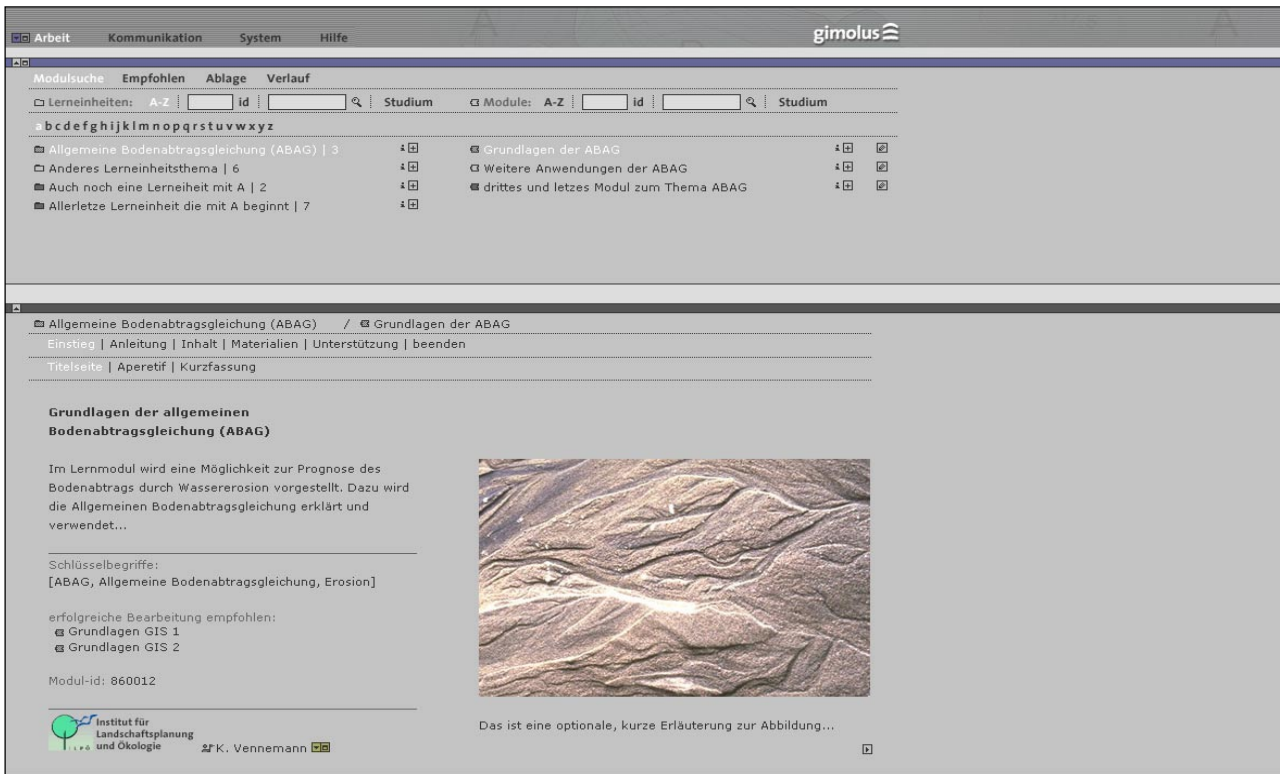 Arbeit Kommunikation System Hilfe gimolus
Modulsuche Empfohlen Ablage Verlauf
Lerneinheiten: A-Z id Studium Module: A-Z id Studium
a b c d e f g h i j k l m n o p q r s t u v w x y z
Allgemeine Bodenabtragsgleichung (ABAG) | 3 Grundlagen der ABAG
Anderes Lerneinheitsthema | 6 Weitere Anwendungen der ABAG
Auch noch eine Lerneiheit mit A | 2 drittes und letzes Modul zum Thema ABAG
Allerletze Lerneinheit die mit A beginnt | 7
Allgemeine Bodenabtragsgleichung (ABAG) / Grundlagen der ABAG
Einstieg | Anleitung | Inhalt | Materialien | Unterstützung | beenden
Titelseite | Aperetif | Kurzfassung
Grundlagen der allgemeinen
Bodenabtragsgleichung (ABAG)
Im Lernmodul wird eine Möglichkeit zur Prognose des
Bodenabtrags durch Wassererosion vorgestellt. Dazu wird
die Allgemeinen Bodenabtragsgleichung erklärt und
verwendet...
Schlüsselbegriffe:
[ABAG, Allgemeine Bodenabtragsgleichung, Erosion]
erfolgreiche Bearbeitung empfohlen:
Grundlagen GIS 1
Grundlagen GIS 2
Modul-id: 860012
Institut für
Landschaftsplanung
und Ökologie
K. Vennemann
Das ist eine optionale, kurze Erläuterung zur Abbildung...